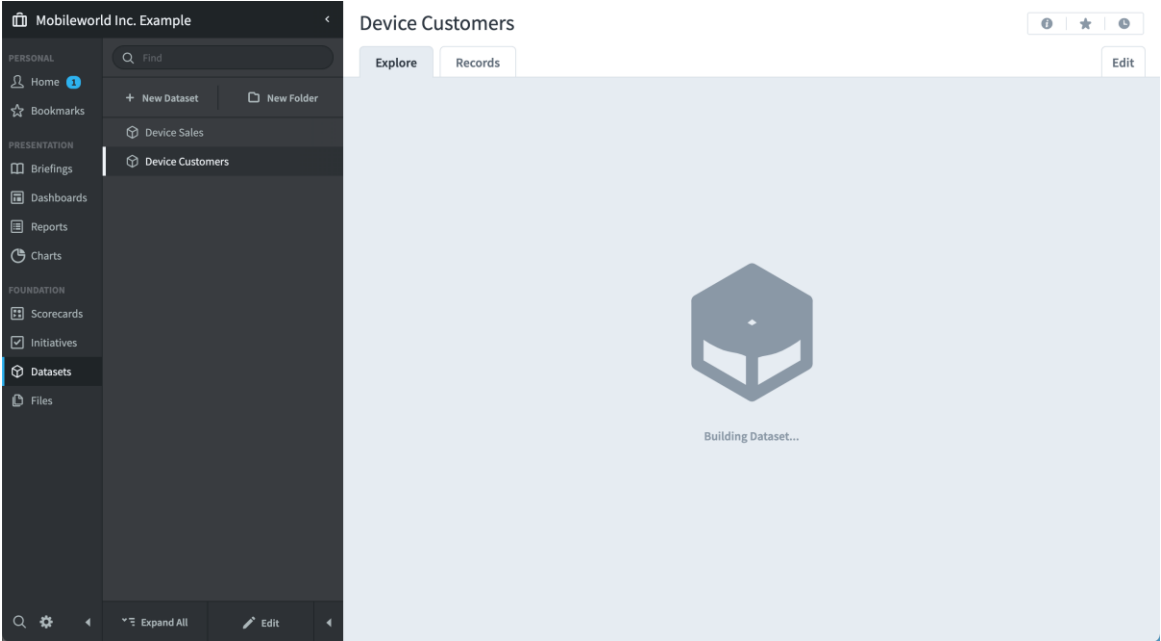 Mobileworld Inc. Example
PERSONAL
Home 1
Bookmarks
PRESENTATION
Briefings
Dashboards
Reports
Charts
FOUNDATION
Scorecards
Initiatives
Datasets
Files
Find
+ New Dataset New Folder
Device Sales
Device Customers
Expand All Edit
Device Customers
Explore Records Edit
Building Dataset...